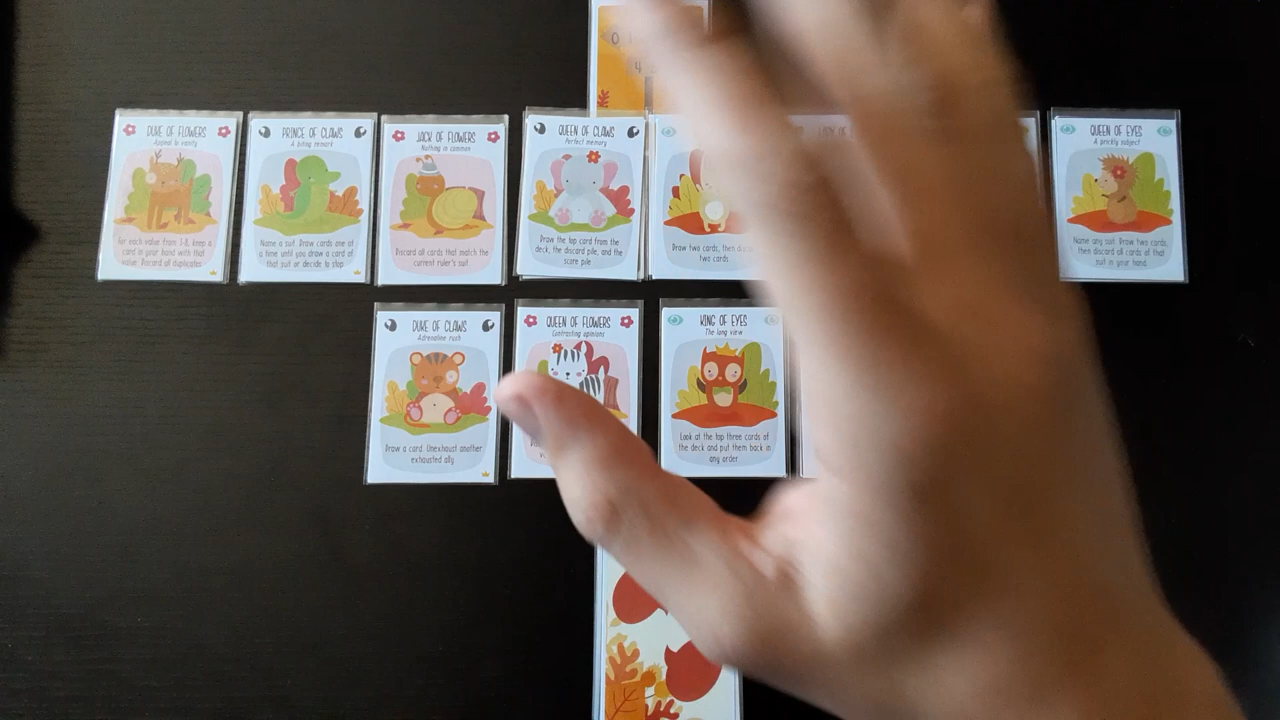 0
4
DUKE OF FLOWERS
Appeal to vanity
For each value from 1-8, keep a
card in your hand with that
value. Discard all duplicates
PRINCE OF CLAWS
A biting remark
Name a suit. Draw cards one at
a time until you draw a card of
that suit or decide to stop
JACK OF FLOWERS
Nothing in common
Discard all cards that match the
current ruler's suit.
QUEEN OF CLAWS
Perfect memory
Draw the top card from the
deck, the discard pile, and the
score pile
Draw two cards, then
two cards
QUEEN OF EYES
A prickly subject
Name any suit. Draw two cards,
then discard all cards of that
suit in your hand.
DUKE OF CLAWS
Adrenaline rush
Draw a card. Unexhaust another
exhausted ally
QUEEN OF FLOWERS
Contrasting opinions
KING OF EYES
The long view
Look at the top three cards of
the deck and put them back in
any order